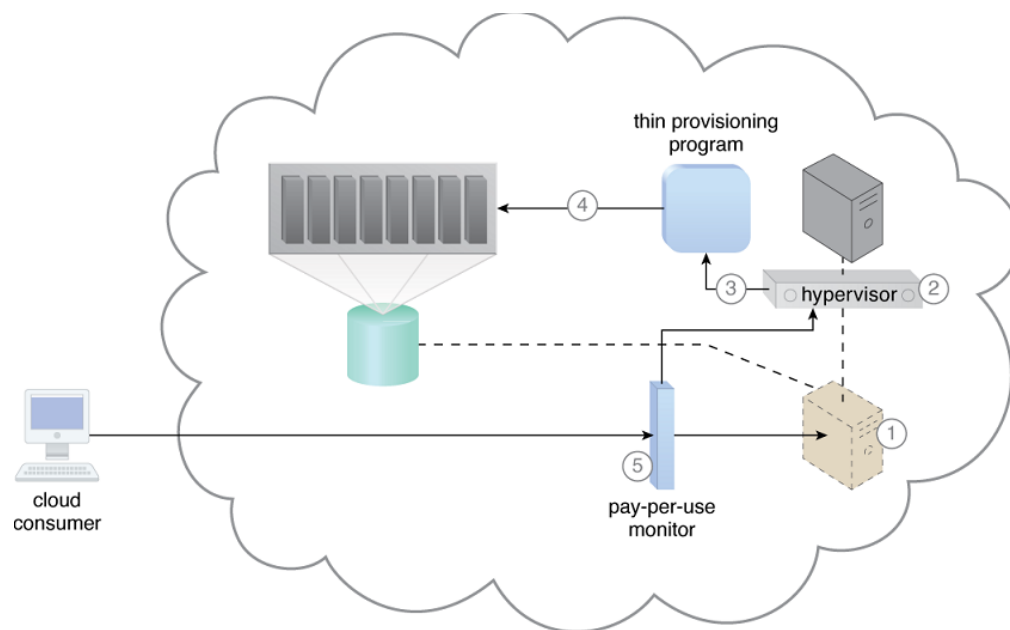 thin provisioning
program
4
3
hypervisor
2
1
5
cloud
consumer
pay-per-use
monitor